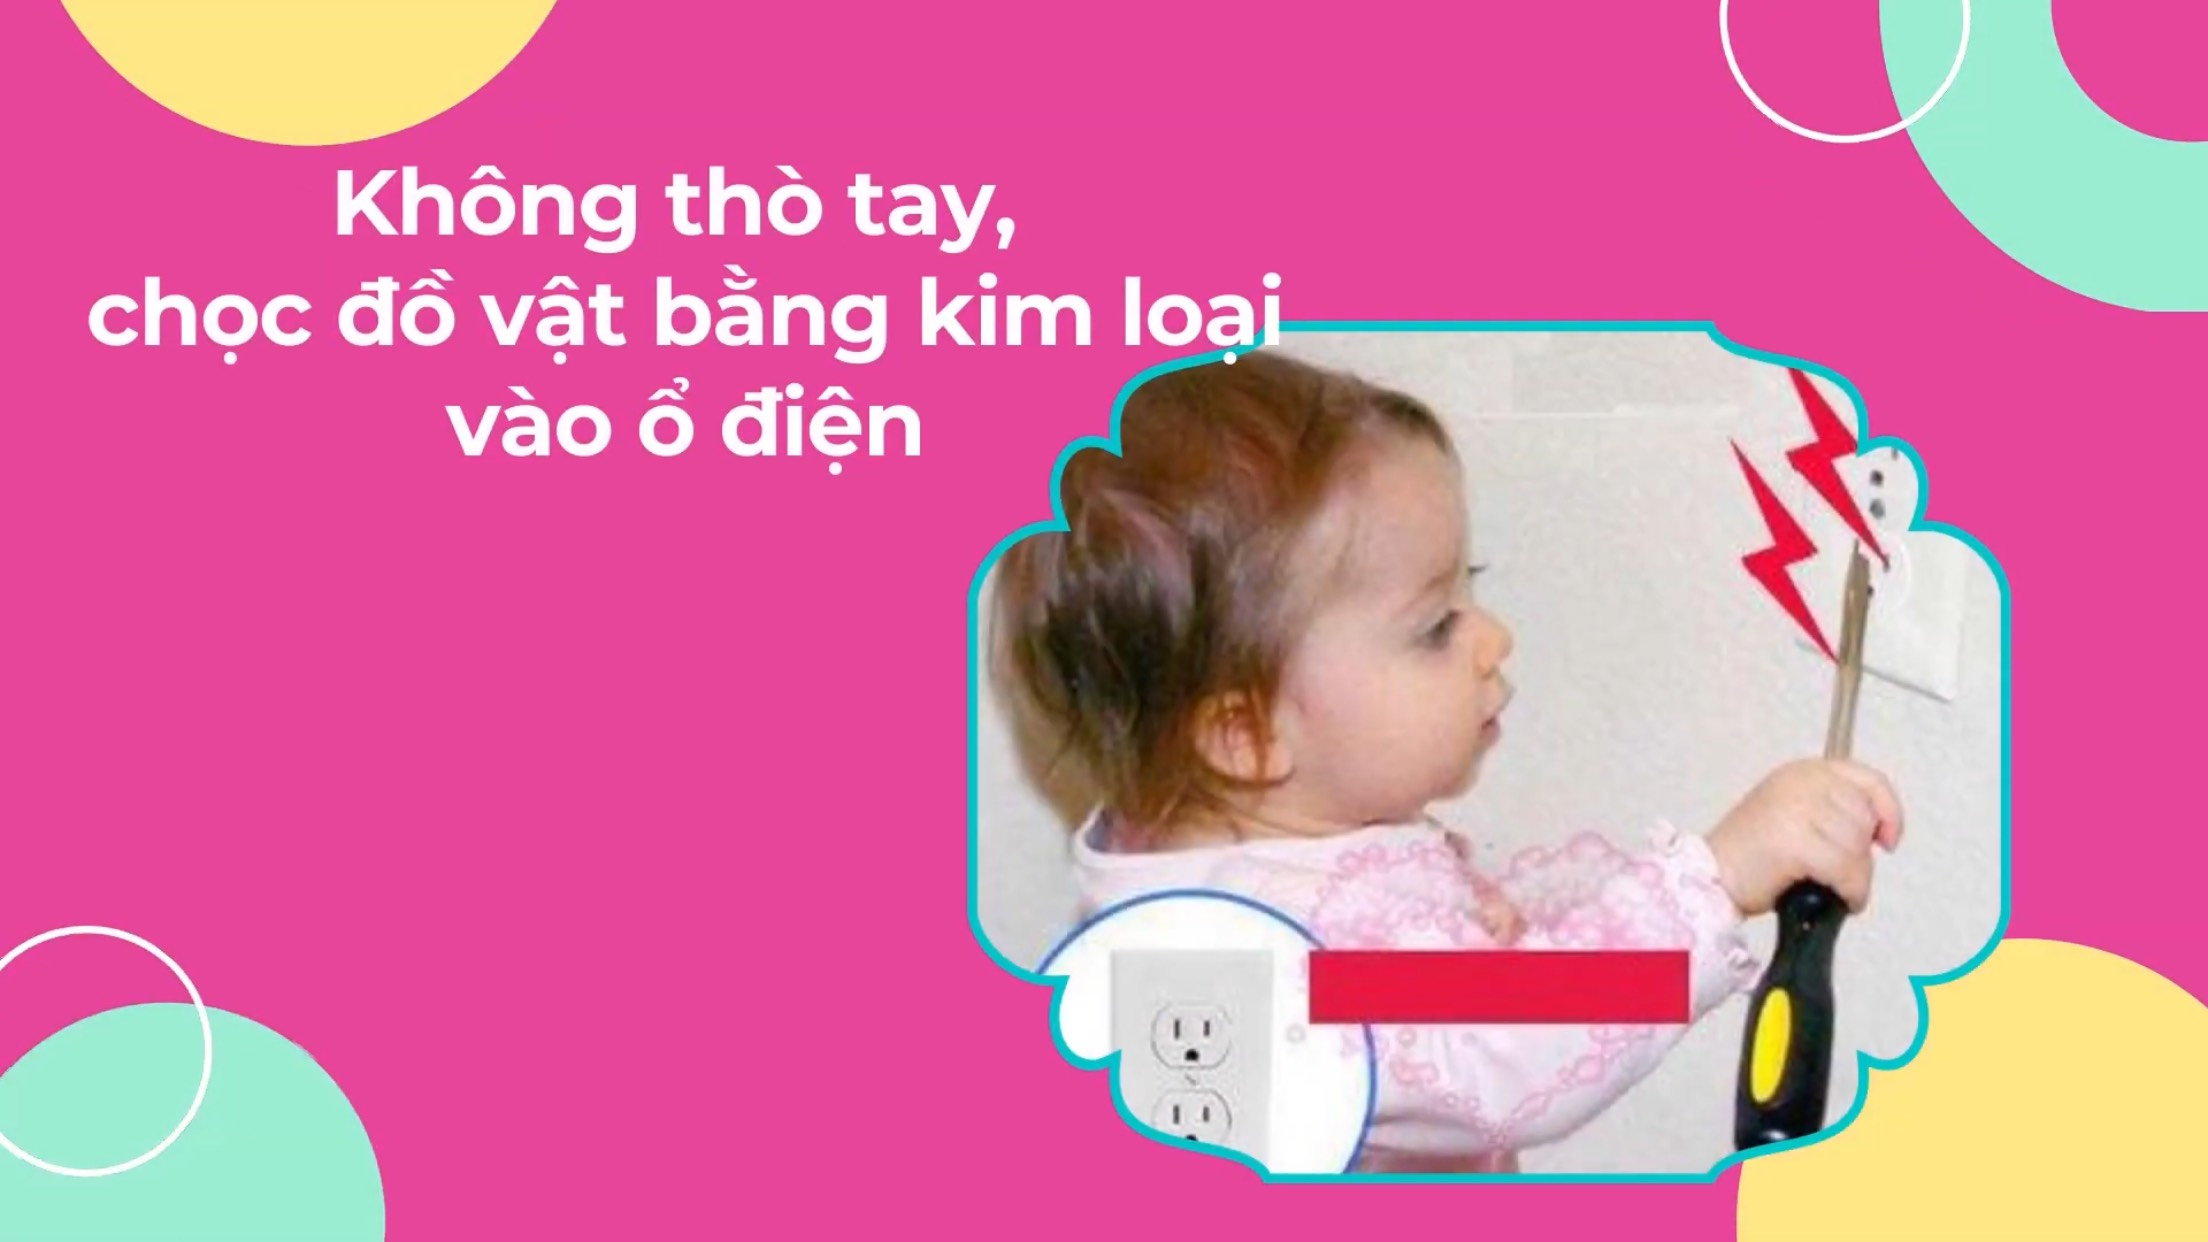 Không thò tay,
chọc đồ vật bằng kim loại
vào ổ điện